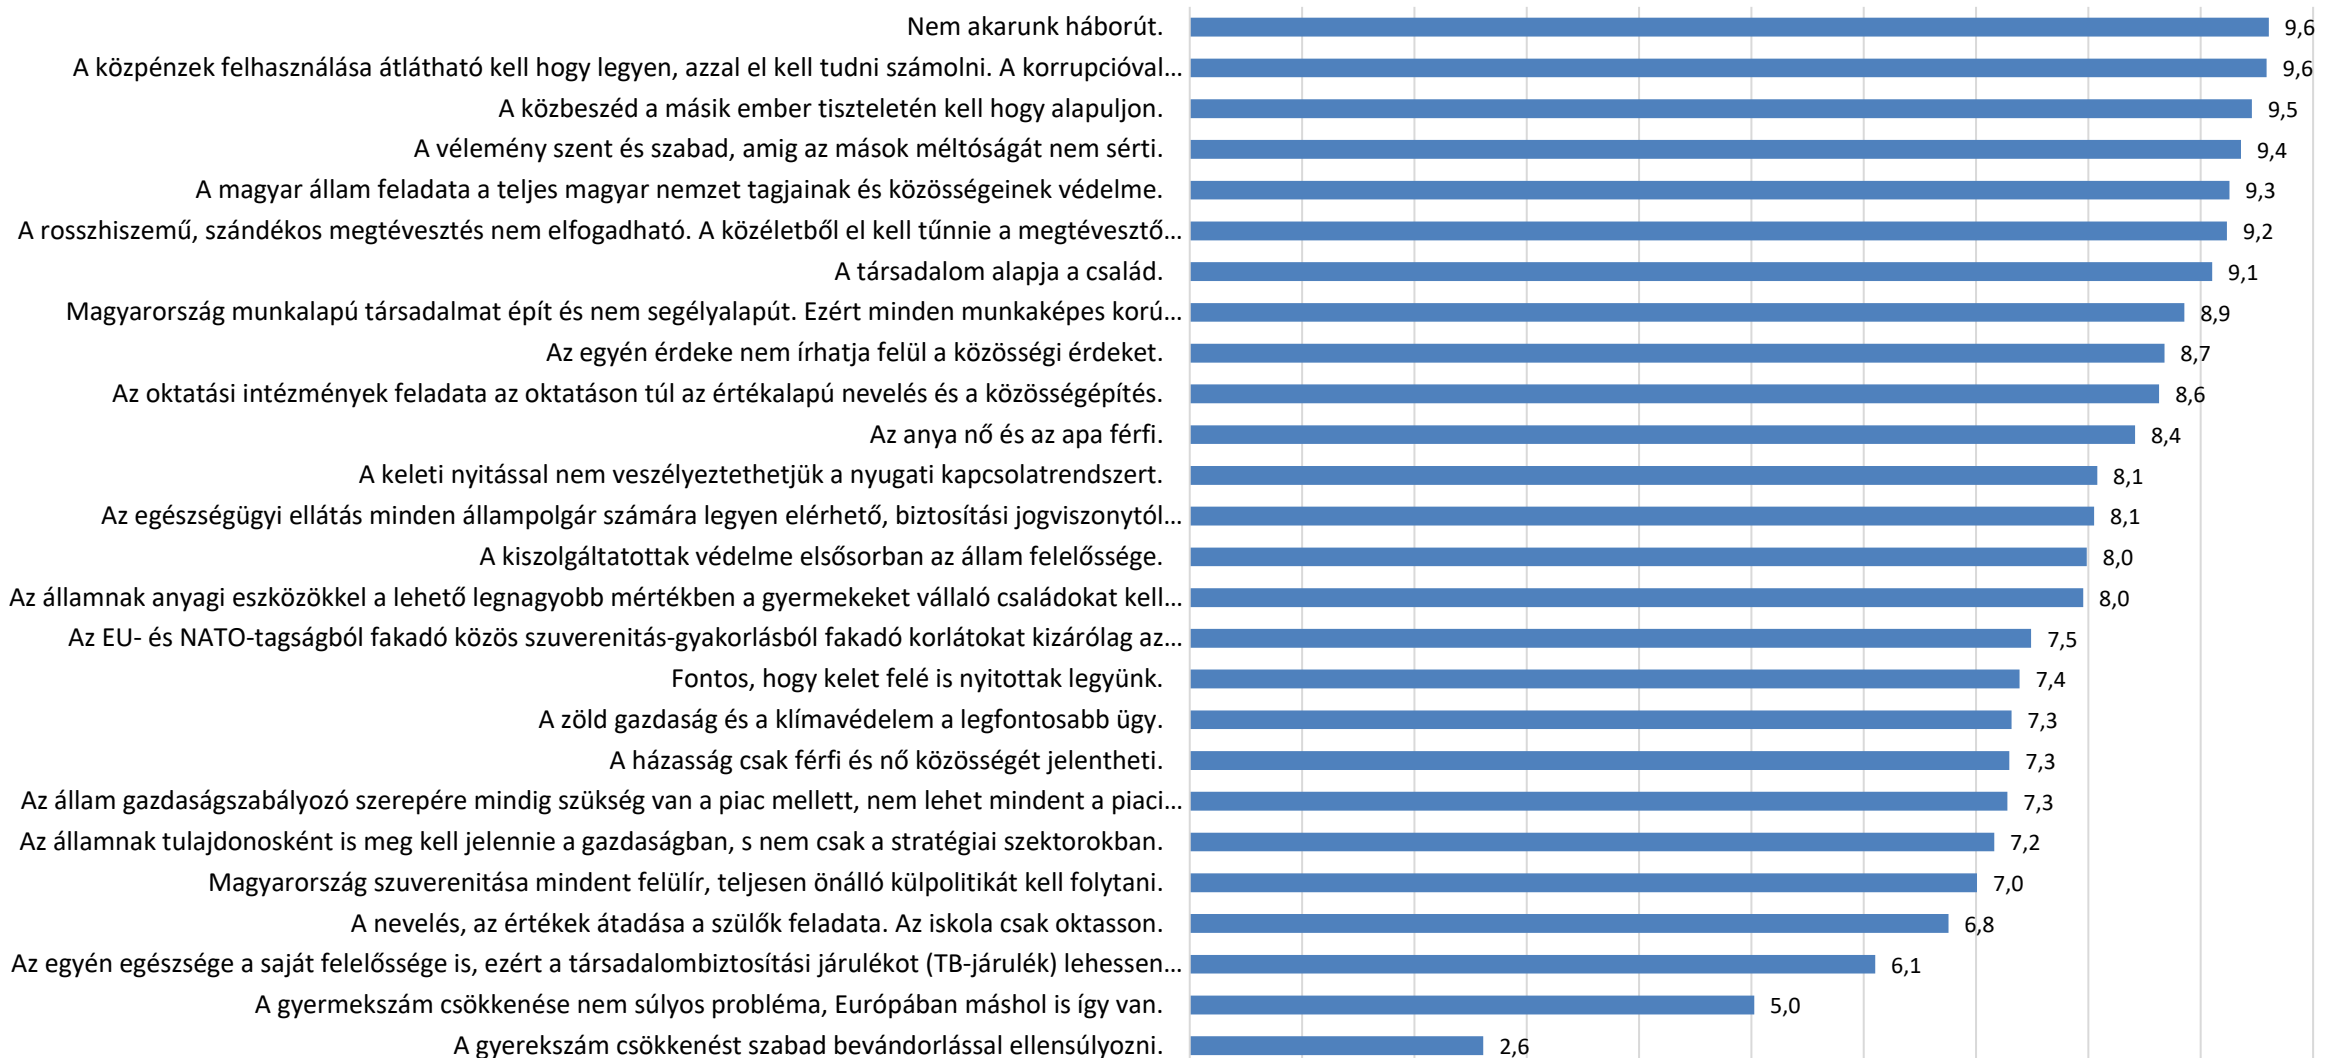 Nem akarunk háborút. 9,6
A közpénzek felhasználása átlátható kell hogy legyen, azzal el kell tudni számolni. A korrupcióval... 9,6
A közbeszéd a másik ember tiszteletén kell hogy alapuljon. 9,5
A vélemény szent és szabad, amig az mások méltóságát nem sérti. 9,4
A magyar állam feladata a teljes magyar nemzet tagjainak és közösségeinek védelme. 9,3
A rosszhiszemű, szándékos megtévesztés nem elfogadható. A közéletből el kell tűnnie a megtévesztő... 9,2
A társadalom alapja a család. 9,1
Magyarország munkalapú társadalmat épít és nem segélyalapút. Ezért minden munkaképes korú... 8,9
Az egyén érdeke nem írhatja felül a közösségi érdeket. 8,7
Az oktatási intézmények feladata az oktatáson túl az értékalapú nevelés és a közösségépítés. 8,6
Az anya nő és az apa férfi. 8,4
A keleti nyitással nem veszélyeztethetjük a nyugati kapcsolatrendszert. 8,1
Az egészségügyi ellátás minden állampolgár számára legyen elérhető, biztosítási jogviszonytól... 8,1
A kiszolgáltatottak védelme elsősorban az állam felelőssége. 8,0
Az államnak anyagi eszközökkel a lehető legnagyobb mértékben a gyermekeket vállaló családokat kell... 8,0
Az EU- és NATO-tagságból fakadó közös szuverenitás-gyakorlásból fakadó korlátokat kizárólag az... 7,5
Fontos, hogy kelet felé is nyitottak legyünk. 7,4
A zöld gazdaság és a klímavédelem a legfontosabb ügy. 7,3
A házasság csak férfi és nő közösségét jelentheti. 7,3
Az állam gazdaságszabályozó szerepére mindig szükség van a piac mellett, nem lehet mindent a piaci... 7,3
Az államnak tulajdonosként is meg kell jelennie a gazdaságban, s nem csak a stratégiai szektorokban. 7,2
Magyarország szuverenitása mindent felülír, teljesen önálló külpolitikát kell folytani. 7,0
A nevelés, az értékek átadása a szülők feladata. Az iskola csak oktasson. 6,8
Az egyén egészsége a saját felelőssége is, ezért a társadalombiztosítási járulékot (TB-járulék) lehessen... 6,1
A gyermekszám csökkenése nem súlyos probléma, Európában máshol is így van. 5,0
A gyerekszám csökkenést szabad bevándorlással ellensúlyozni. 2,6